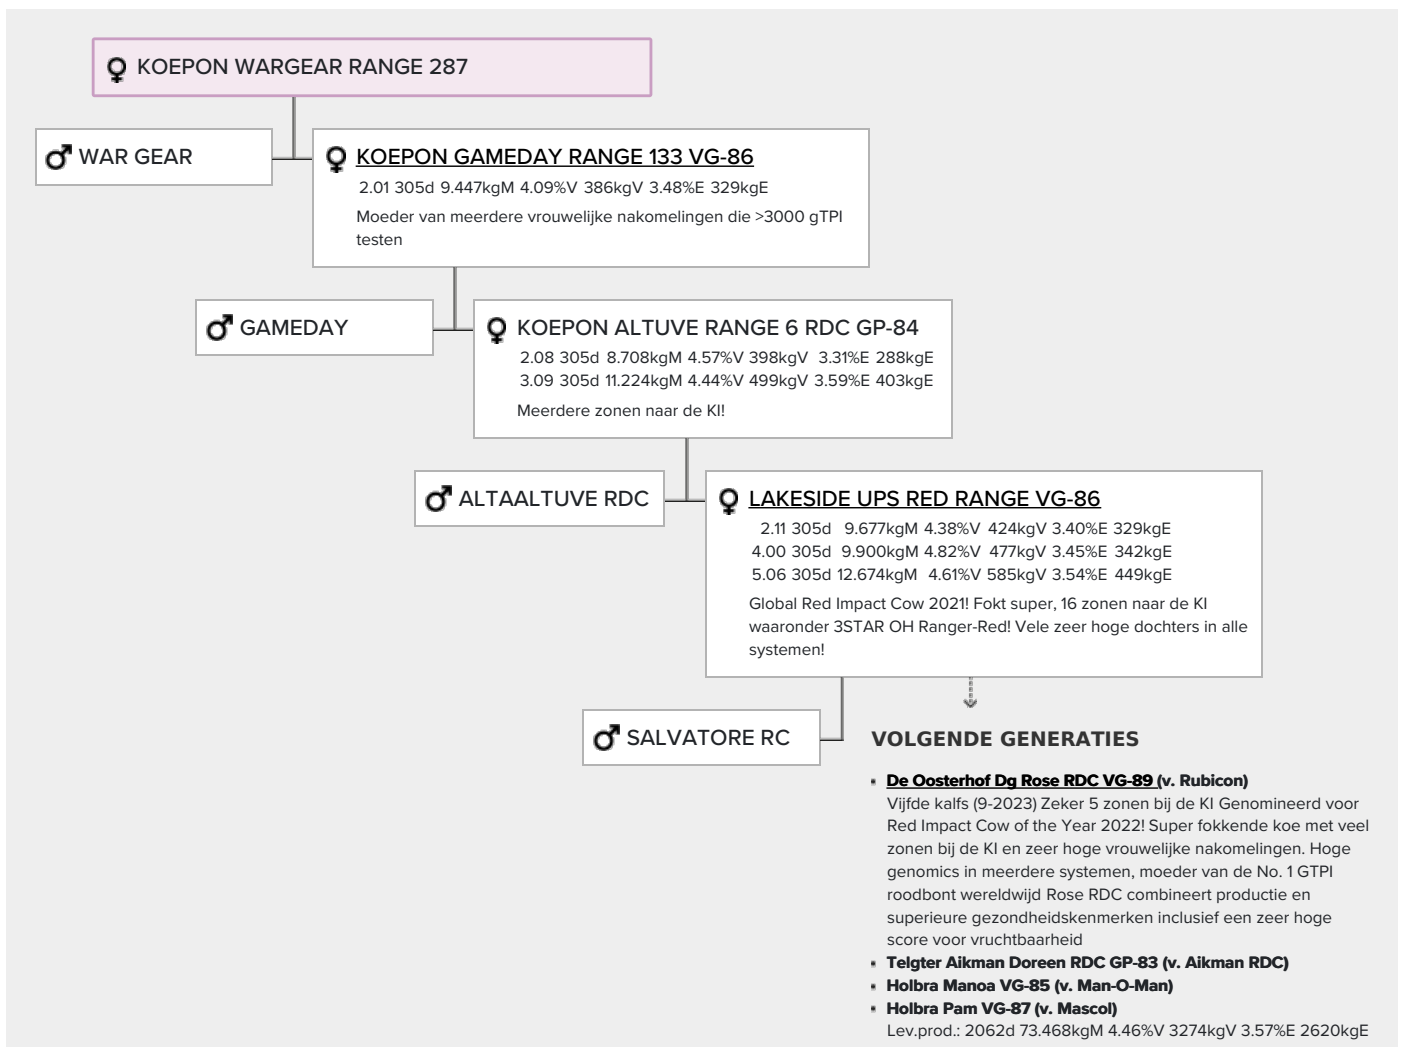 KOEPON WARGEAR RANGE 287
WAR GEAR
KOEPON GAMEDAY RANGE 133 VG-86
2.01 305d 9.447kgM 4.09%V 386kgV 3.48%E 329kgE
Moeder van meerdere vrouwelijke nakomelingen die >3000 gTPI
testen
GAMEDAY
KOEPON ALTUVE RANGE 6 RDC GP-84
2.08 305d 8.708kgM 4.57%V 398kgV 3.31%E 288kgE
3.09 305d 11.224kgM 4.44%V 499kgV 3.59%E 403kgE
Meerdere zonen naar de KI!
ALTAALTUVE RDC
LAKESIDE UPS RED RANGE VG-86
2.11 305d 9.677kgM 4.38%V 424kgV 3.40%E 329kgE
4.00 305d 9.900kgM 4.82%V 477kgV 3.45%E 342kgE
5.06 305d 12.674kgM 4.61%V 585kgV 3.54%E 449kgE
Global Red Impact Cow 2021! Fokt super, 16 zonen naar de KI
waaronder 3STAR OH Ranger-Red! Vele zeer hoge dochters in alle
systemen!
SALVATORE RC
VOLGENDE GENERATIES
De Oosterhof Dg Rose RDC VG-89 (v. Rubicon)
Vijfde kalfs (9-2023) Zeker 5 zonen bij de KI Genomineerd voor
Red Impact Cow of the Year 2022! Super fokkende koe met veel
zonen bij de KI en zeer hoge vrouwelijke nakomelingen. Hoge
genomics in meerdere systemen, moeder van de No. 1 GTPI
roodbont wereldwijd Rose RDC combineert productie en
superieure gezondheidskenmerken inclusief een zeer hoge
score voor vruchtbaarheid
Telgter Aikman Doreen RDC GP-83 (v. Aikman RDC)
Holbra Manoa VG-85 (v. Man-O-Man)
Holbra Pam VG-87 (v. Mascol)
Lev.prod.: 2062d 73.468kgM 4.46%V 3274kgV 3.57%E 2620kgE